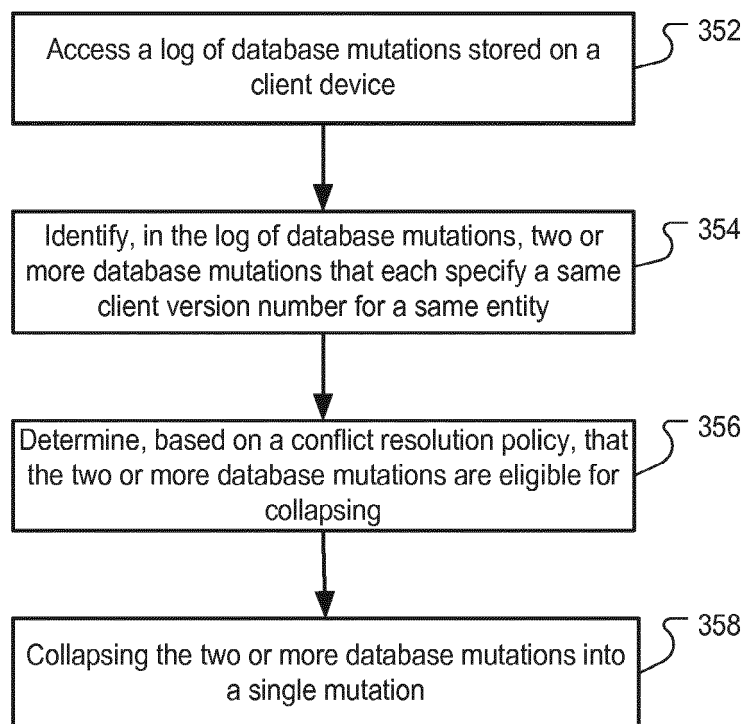 Access a log of database mutations stored on a
client device
352
Identify, in the log of database mutations, two or
more database mutations that each specify a same
client version number for a same entity
354
Determine, based on a conflict resolution policy, that
the two or more database mutations are eligible for
collapsing
356
Collapsing the two or more database mutations into
a single mutation
358